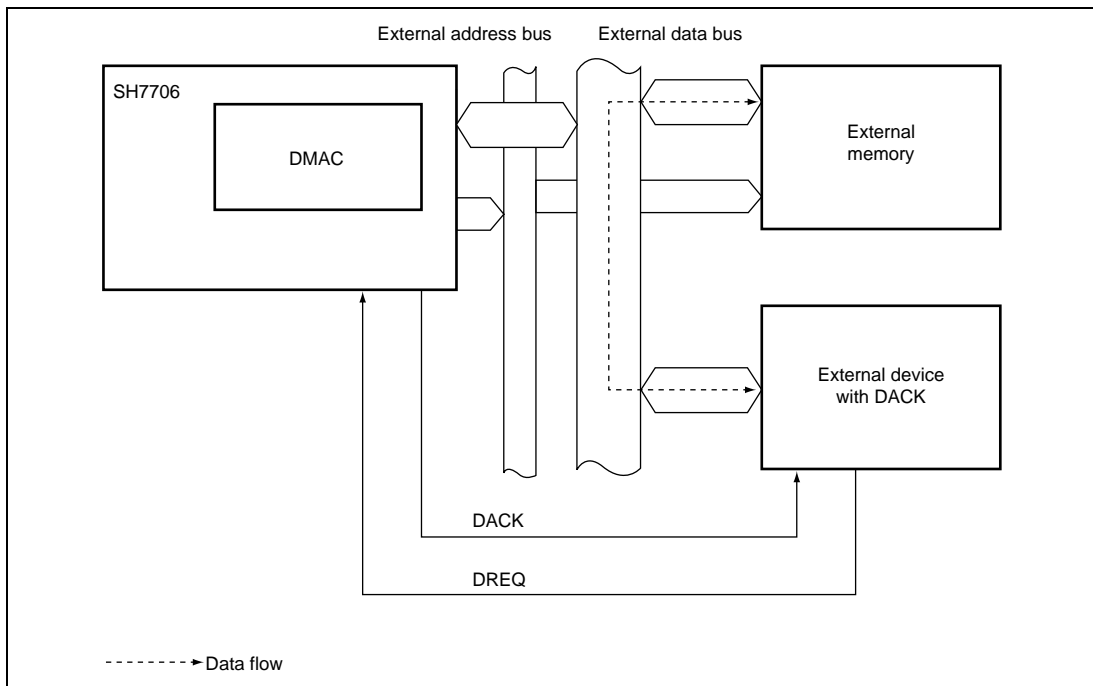 External address bus
External data bus
SH7706
DMAC
External
memory
External device
with DACK
DACK
DREQ
Data flow